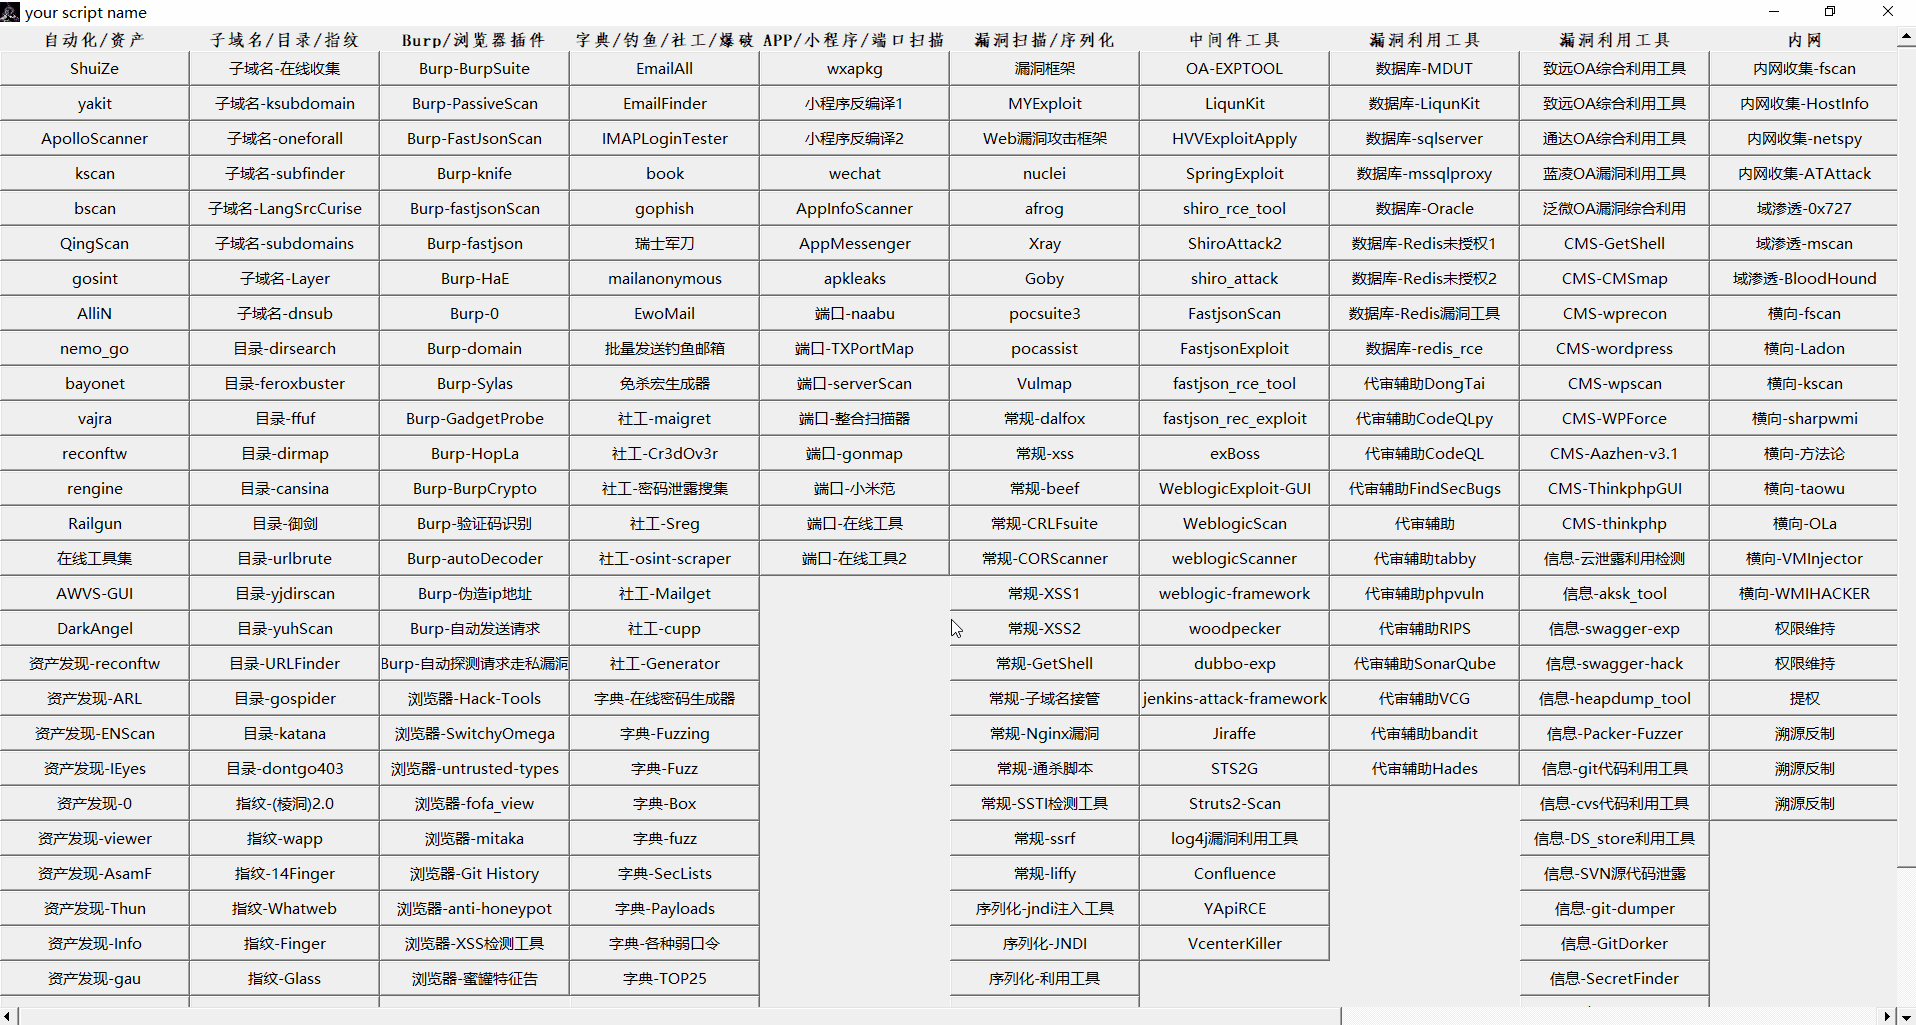 your script name
自动化/资产
ShuiZe
yakit
ApolloScanner
kscan
bscan
QingScan
gosint
AlliN
nemo_go
bayonet
vajra
reconftw
rengine
Railgun
在线工具集
AWVS-GUI
DarkAngel
资产发现-reconftw
资产发现-ARL
资产发现-ENScan
资产发现-IEyes
资产发现-0
资产发现-viewer
资产发现-AsamF
资产发现-Thun
资产发现-Info
资产发现-gau
子域名/目录/指纹
子域名-在线收集
子域名-ksubdomain
子域名-oneforall
子域名-subfinder
子域名-LangSrcCurise
子域名-subdomains
子域名-Layer
子域名-dnsub
目录-dirsearch
目录-feroxbuster
目录-ffuf
目录-dirmap
目录-cansina
目录-御剑
目录-urlbrute
目录-yjdirscan
目录-yuhScan
目录-URLFinder
目录-gospider
目录-katana
目录-dontgo403
指纹-(棱洞)2.0
指纹-wapp
指纹-14Finger
指纹-Whatweb
指纹-Finger
指纹-Glass
Burp/浏览器插件
Burp-BurpSuite
Burp-PassiveScan
Burp-FastJsonScan
Burp-knife
Burp-fastjsonScan
Burp-fastjson
Burp-HaE
Burp-0
Burp-domain
Burp-Sylas
Burp-GadgetProbe
Burp-HopLa
Burp-BurpCrypto
Burp-验证码识别
Burp-autoDecoder
Burp-伪造ip地址
Burp-自动发送请求
Burp-自动探测请求走私漏洞
浏览器-Hack-Tools
浏览器-SwitchyOmega
浏览器-untrusted-types
浏览器-fofa_view
浏览器-mitaka
浏览器-Git History
浏览器-anti-honeypot
浏览器-XSS检测工具
浏览器-蜜罐特征告
字典/钓鱼/社工/爆破
EmailAll
EmailFinder
IMAPLoginTester
book
gophish
瑞士军刀
mailanonymous
EwoMail
批量发送钓鱼邮箱
免杀宏生成器
社工-maigret
社工-Cr3dOv3r
社工-密码泄露搜集
社工-Sreg
社工-osint-scraper
社工-Mailget
社工-cupp
社工-Generator
字典-在线密码生成器
字典-Fuzzing
字典-Fuzz
字典-Box
字典-fuzz
字典-SecLists
字典-Payloads
字典-各种弱口令
字典-TOP25
APP/小程序/端口扫描
wxapkg
小程序反编译1
小程序反编译2
wechat
AppInfoScanner
AppMessenger
apkleaks
端口-naabu
端口-TXPortMap
端口-serverScan
端口-整合扫描器
端口-gonmap
端口-小米范
端口-在线工具
端口-在线工具2
漏洞扫描/序列化
漏洞框架
MYExploit
Web漏洞攻击框架
nuclei
afrog
Xray
Goby
pocsuite3
pocassist
Vulmap
常规-dalfox
常规-xss
常规-beef
常规-CRLFsuite
常规-CORScanner
常规-XSS1
常规-XSS2
常规-GetShell
常规-子域名接管
常规-Nginx漏洞
常规-通杀脚本
常规-SSTI检测工具
常规-ssrf
常规-liffy
序列化-jndi注入工具
序列化-JNDI
序列化-利用工具
中间件工具
OA-EXPTOOL
LiqunKit
HVVExploitApply
SpringExploit
shiro_rce_tool
ShiroAttack2
shiro_attack
FastjsonScan
FastjsonExploit
fastjson_rce_tool
fastjson_rec_exploit
exBoss
WeblogicExploit-GUI
WeblogicScan
weblogicScanner
weblogic-framework
woodpecker
dubbo-exp
jenkins-attack-framework
Jiraffe
STS2G
Struts2-Scan
log4j漏洞利用工具
Confluence
YApiRCE
VcenterKiller
漏洞利用工具
数据库-MDUT
数据库-LiqunKit
数据库-sqlserver
数据库-mssqlproxy
数据库-Oracle
数据库-Redis未授权1
数据库-Redis未授权2
数据库-Redis漏洞工具
数据库-redis_rce
代审辅助DongTai
代审辅助CodeQLpy
代审辅助CodeQL
代审辅助FindSecBugs
代审辅助
代审辅助tabby
代审辅助phpvuln
代审辅助RIPS
代审辅助SonarQube
代审辅助VCG
代审辅助bandit
代审辅助Hades
漏洞利用工具
致远OA综合利用工具
致远OA综合利用工具
通达OA综合利用工具
蓝凌OA漏洞利用工具
泛微OA漏洞综合利用
CMS-GetShell
CMS-CMSmap
CMS-wprecon
CMS-wordpress
CMS-wpscan
CMS-WPForce
CMS-Aazhen-v3.1
CMS-ThinkphpGUI
CMS-thinkphp
信息-云泄露利用检测
信息-aksk_tool
信息-swagger-exp
信息-swagger-hack
信息-heapdump_tool
信息-Packer-Fuzzer
信息-git代码利用工具
信息-cvs代码利用工具
信息-DS_store利用工具
信息-SVN源代码泄露
信息-git-dumper
信息-GitDorker
信息-SecretFinder
内网
内网收集-fscan
内网收集-HostInfo
内网收集-netspy
内网收集-ATAttack
域渗透-0x727
域渗透-mscan
域渗透-BloodHound
横向-fscan
横向-Ladon
横向-kscan
横向-sharpwmi
横向-方法论
横向-taowu
横向-OLa
横向-VMInjector
横向-WMIHACKER
权限维持
权限维持
提权
溯源反制
溯源反制
溯源反制